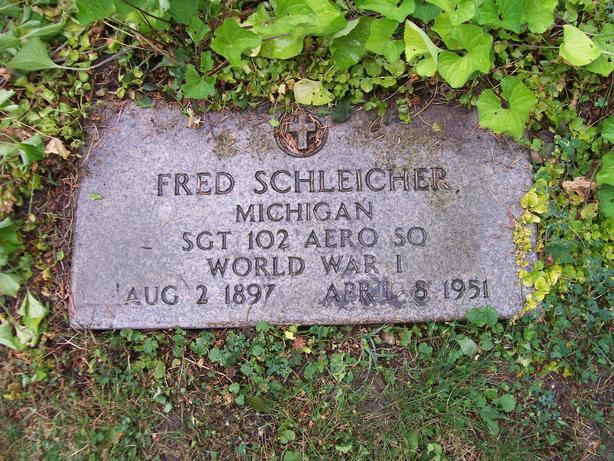 FRED SCHLEICHER
MICHIGAN
SGT 102 AERO SQ
WORLD WAR I
AUG 2 1897 APRIL 8 1951